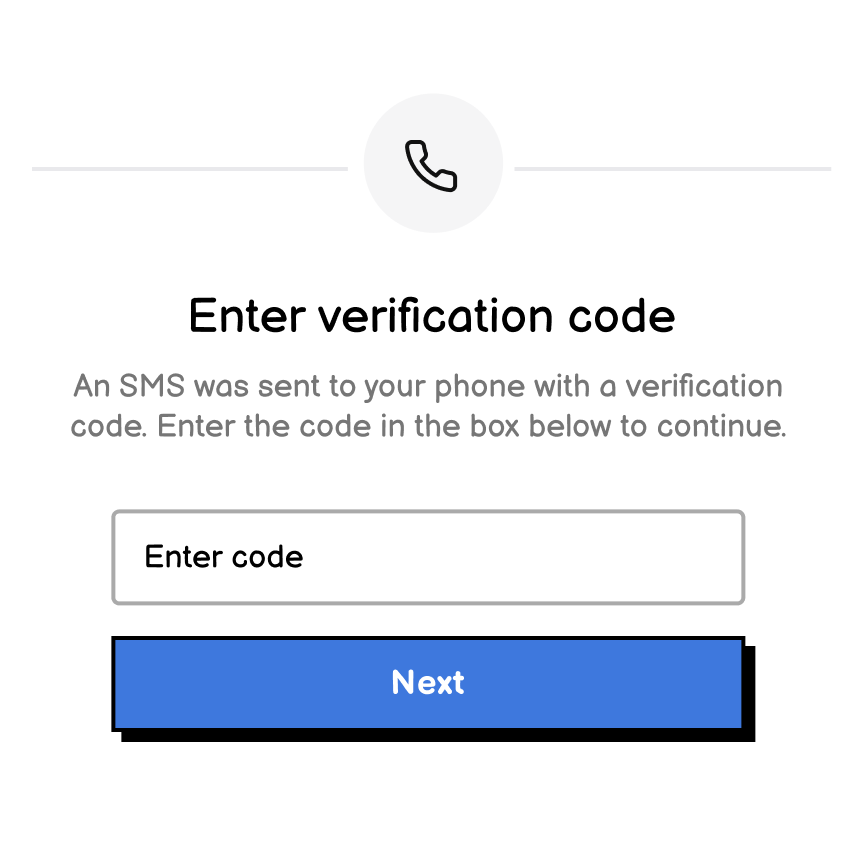 Enter verification code
An SMS was sent to your phone with a verification
code. Enter the code in the box below to continue.
Enter code
Next